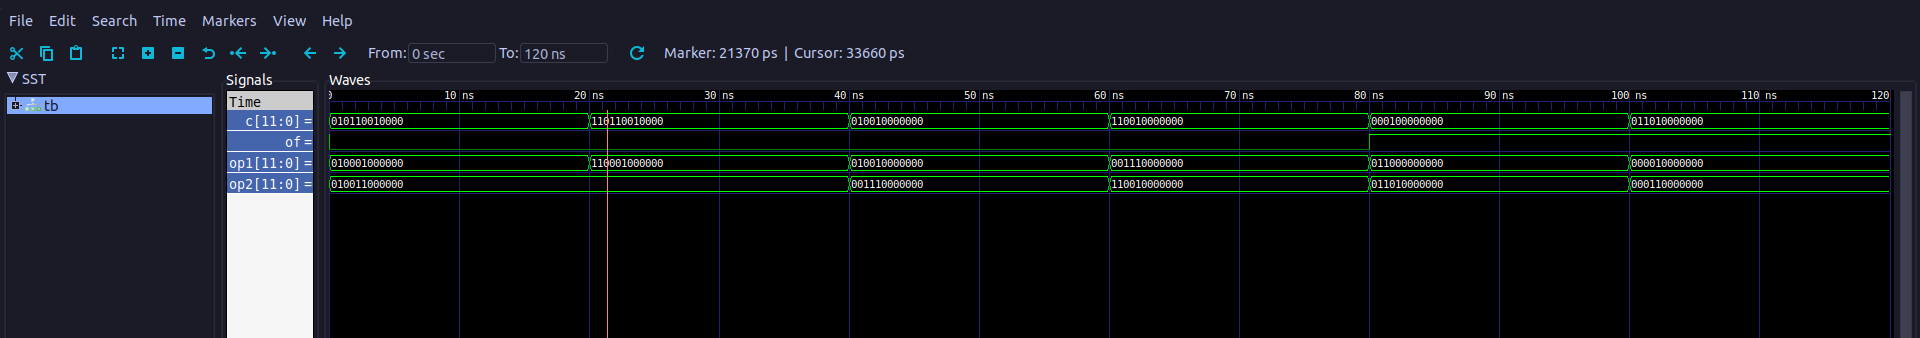 File Edit Search Time Markers View Help
From: 0 sec To: 120 ns Marker: 21370 ps | Cursor: 33660 ps
SST Signals Waves
tb
Time 0 10 ns 20 ns 30 ns 40 ns 50 ns 60 ns 70 ns 80 ns 90 ns 100 ns 110 ns 120
c[11:0] = 010110010000 110110010000 010010000000 110010000000 000100000000 011010000000
of =
op1[11:0] = 010001000000 110001000000 010010000000 001110000000 011000000000 000010000000
op2[11:0] = 010011000000 001110000000 110010000000 011010000000 000110000000